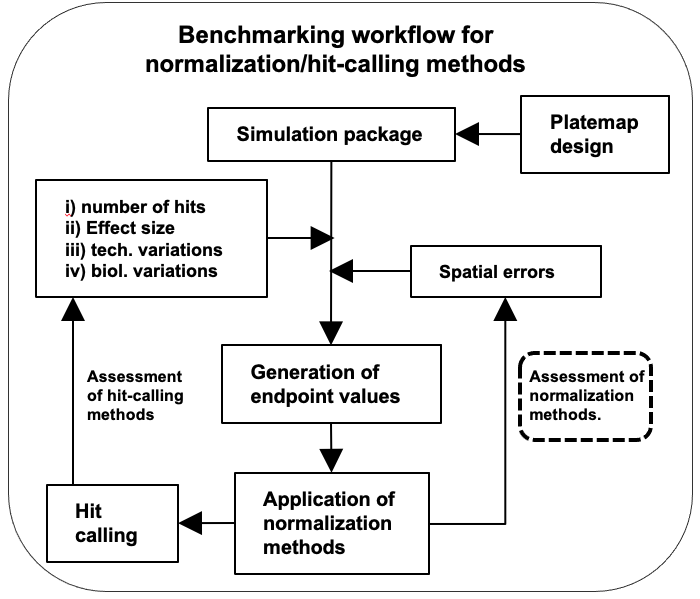 Benchmarking workflow for
normalization/hit-calling methods
Simulation package
Platemap
design
i) number of hits
ii) Effect size
iii) tech. variations
iv) biol. variations
Spatial errors
Generation of
endpoint values
Assessment
of hit-calling
methods
Assessment of
normalization
methods.
Hit
calling
Application of
normalization
methods